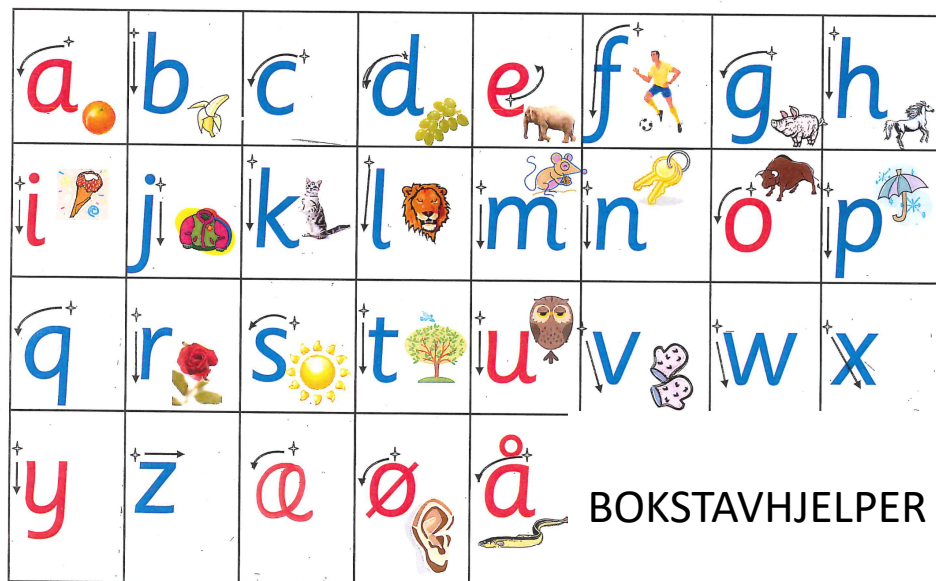 a b c d e f g h
i j k l m n o p
q r s t u v w x
y z æ ø å
BOKSTAVHJELPER